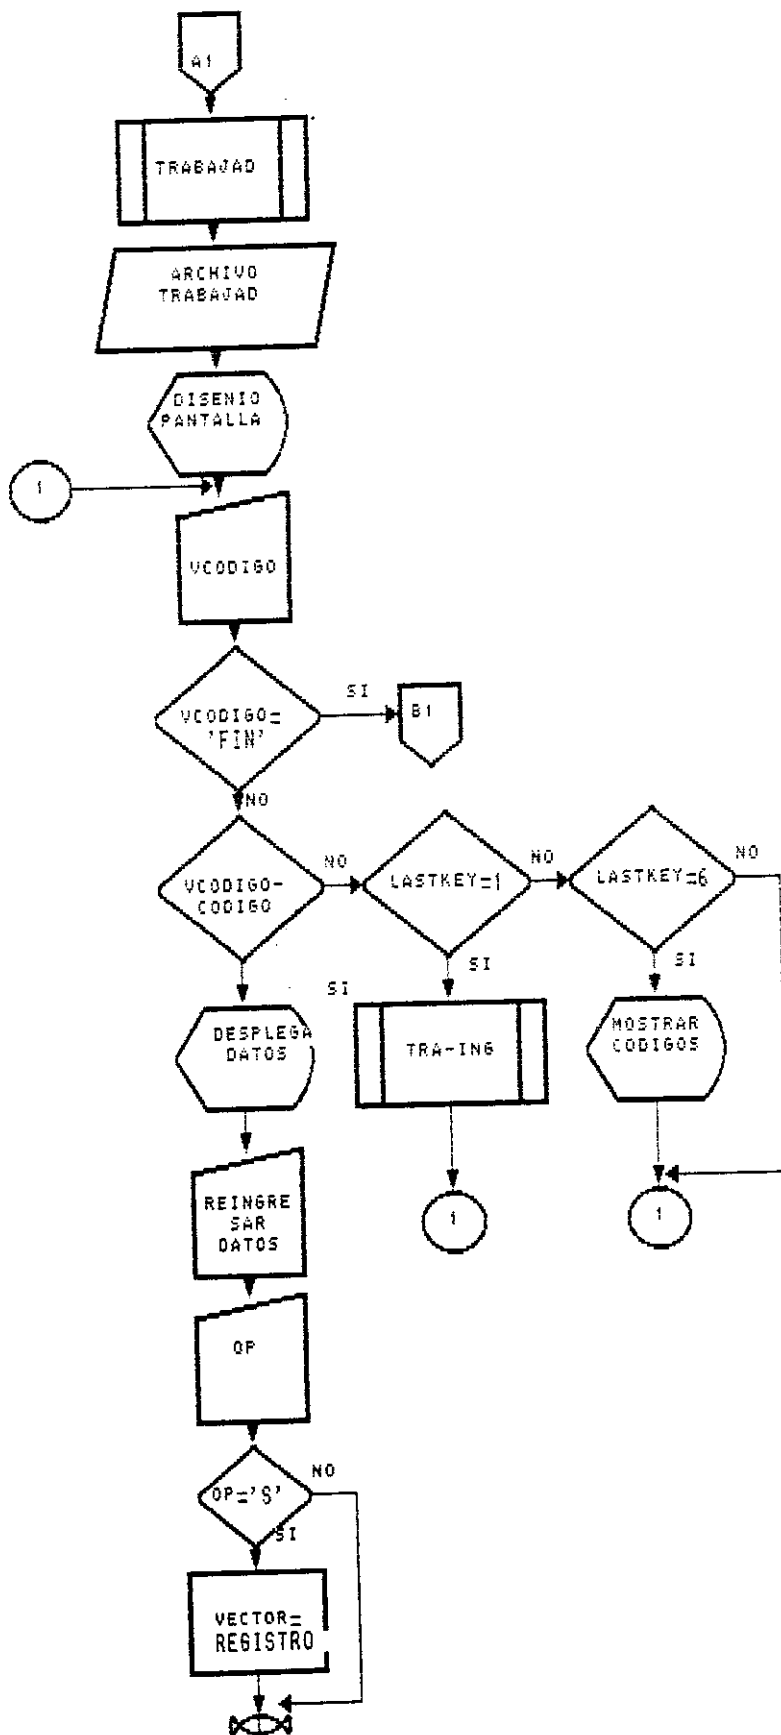 A1
TRABAJAD
ARCHIVO
TRABAJAD
DISENIO
PANTALLA
1
VCODIGO
VCODIGO=
'FIN'
SI
B1
NO
VCODIGO-
CODIGO
NO
LASTKEY=1
NO
LASTKEY=6
NO
SI
SI
SI
DESPLEGA
DATOS
TRA-ING
MOSTRAR
CODIGOS
REINGRE
SAR
DATOS
1
1
OP
OP='S'
NO
SI
VECTOR=
REGISTRO